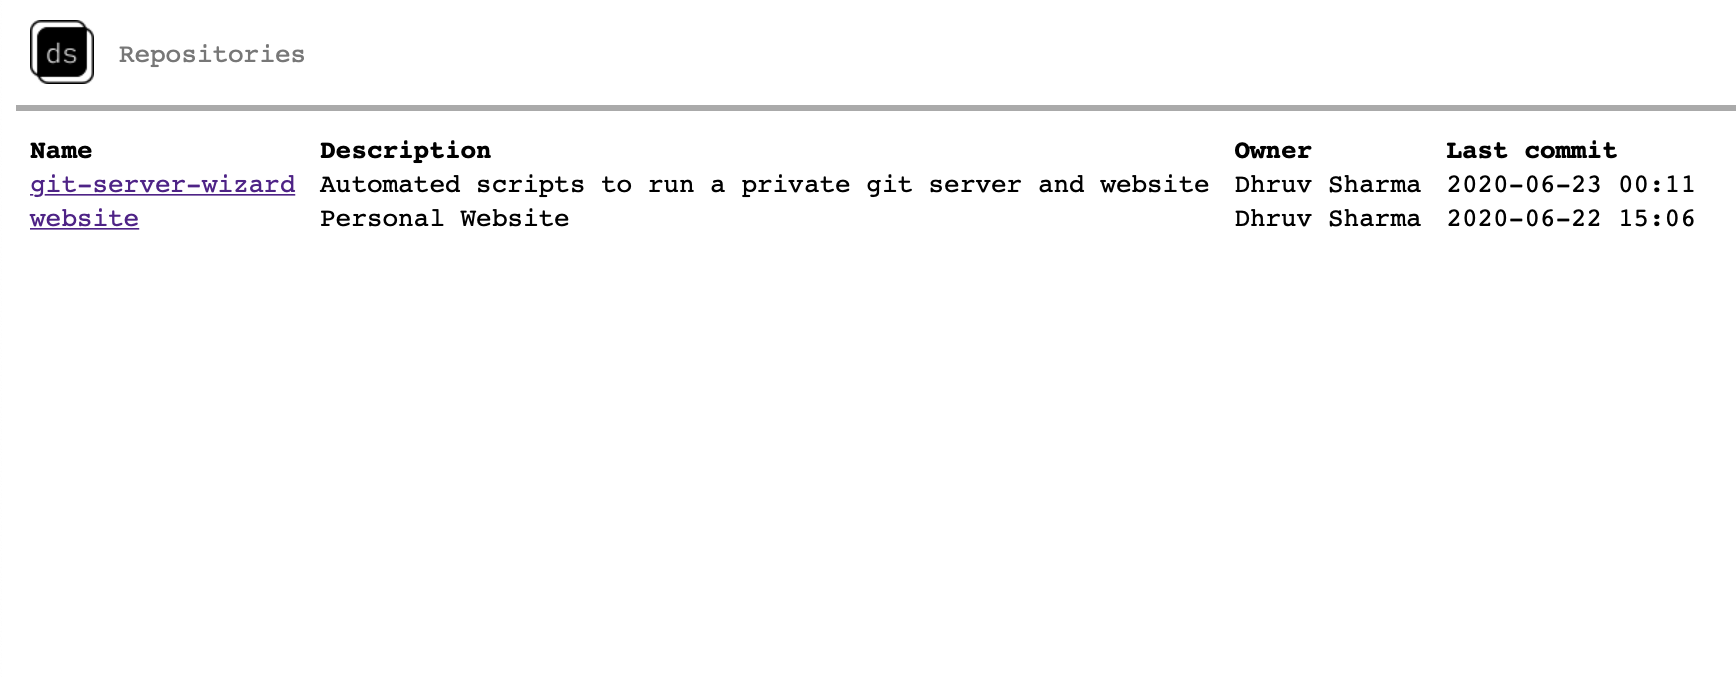 ds Repositories
Name Description Owner Last commit
git-server-wizard Automated scripts to run a private git server and website Dhruv Sharma 2020-06-23 00:11
website Personal Website Dhruv Sharma 2020-06-22 15:06